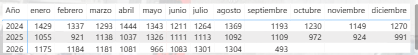 Año enero febrero marzo abril mayo junio julio agosto septiembre octubre noviembre diciembre
2024 1429 1337 1293 1444 1343 1211 1264 1369 1193 1230 1149 1270
2025 1055 921 1138 1037 1326 1111 1113 1092 1109 972 924 991
2026 1175 1184 1181 1081 966 1083 1301 1104 493